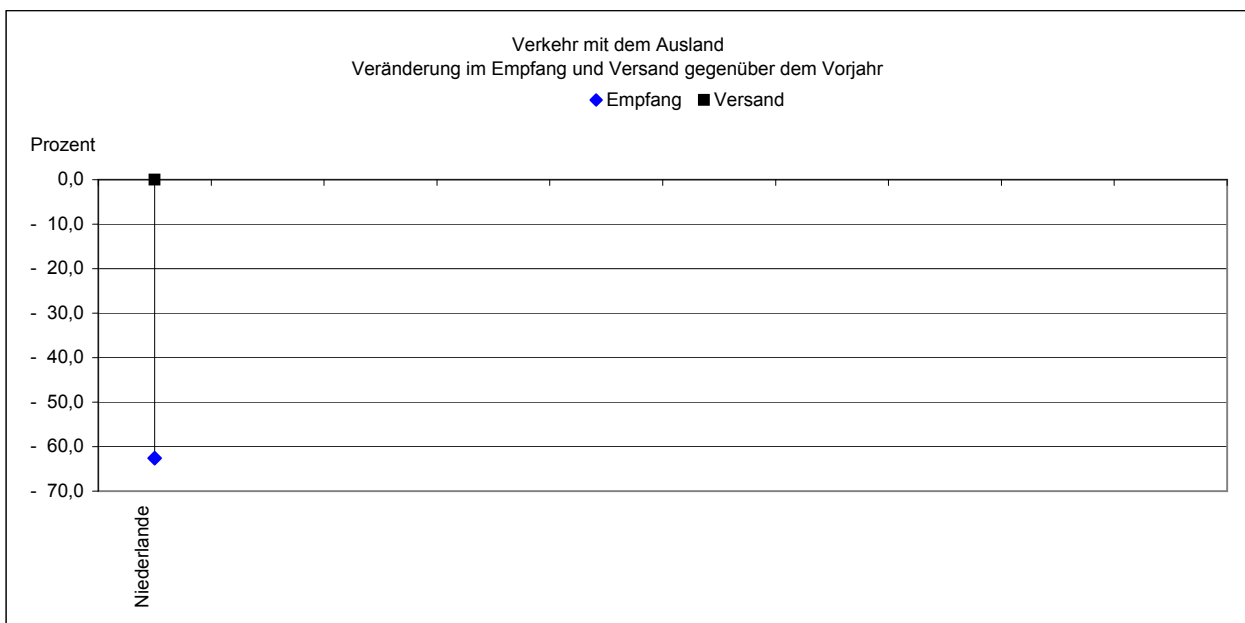 Verkehr mit dem Ausland
Veränderung im Empfang und Versand gegenüber dem Vorjahr
Empfang Versand
Prozent
0,0
- 10,0
- 20,0
- 30,0
- 40,0
- 50,0
- 60,0
- 70,0
Niederlande